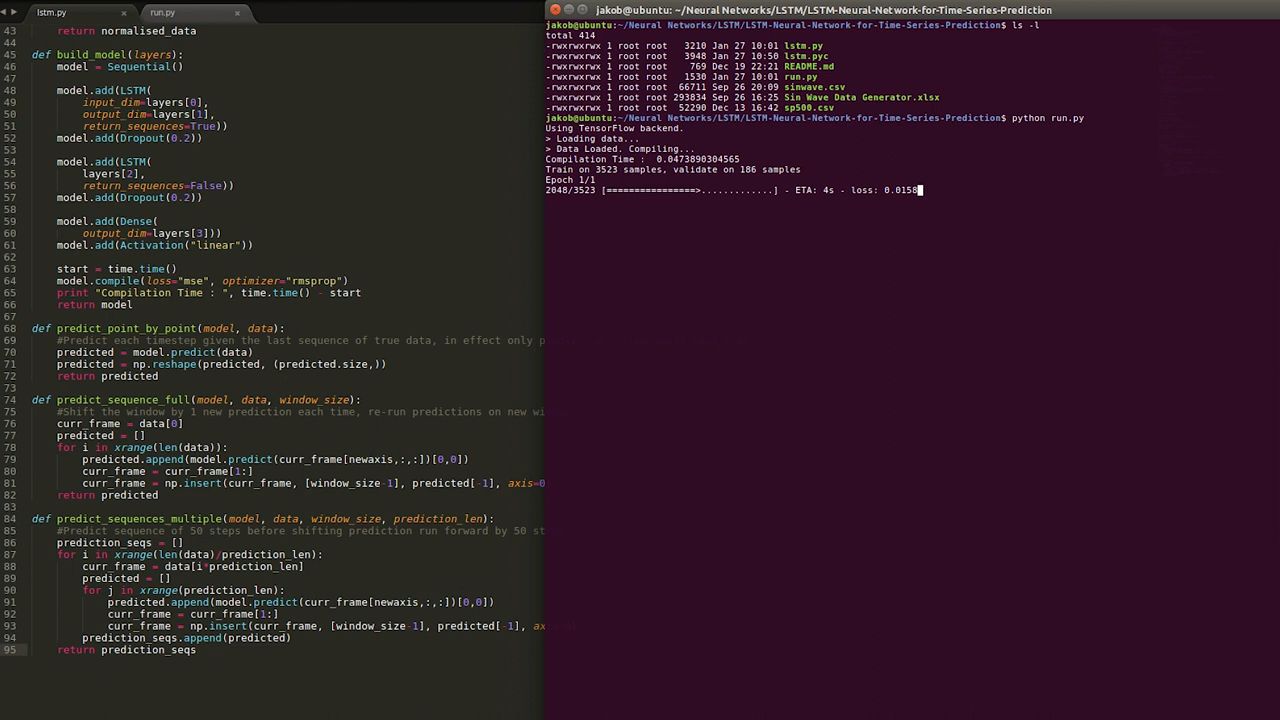 lstm.py × run.py ×
43 return normalised_data
44
45 def build_model(layers):
46 model = Sequential()
47
48 model.add(LSTM(
49 input_dim=layers[0],
50 output_dim=layers[1],
51 return_sequences=True))
52 model.add(Dropout(0.2))
53
54 model.add(LSTM(
55 layers[2],
56 return_sequences=False))
57 model.add(Dropout(0.2))
58
59 model.add(Dense(
60 output_dim=layers[3]))
61 model.add(Activation("linear"))
62
63 start = time.time()
64 model.compile(loss="mse", optimizer="rmsprop")
65 print "Compilation Time : ", time.time() - start
66 return model
67
68 def predict_point_by_point(model, data):
69 #Predict each timestep given the last sequence of true data, in effect only
70 predicted = model.predict(data)
71 predicted = np.reshape(predicted, (predicted.size,))
72 return predicted
73
74 def predict_sequence_full(model, data, window_size):
75 #Shift the window by 1 new prediction each time, re-run predictions on new
76 curr_frame = data[0]
77 predicted = []
78 for i in xrange(len(data)):
79 predicted.append(model.predict(curr_frame[newaxis,:,:])[0,0])
80 curr_frame = curr_frame[1:]
81 curr_frame = np.insert(curr_frame, [window_size-1], predicted[-1], axis=0
82 return predicted
83
84 def predict_sequences_multiple(model, data, window_size, prediction_len):
85 #Predict sequence of 50 steps before shifting prediction run forward by 50
86 prediction_seqs = []
87 for i in xrange(len(data)/prediction_len):
88 curr_frame = data[i*prediction_len]
89 predicted = []
90 for j in xrange(prediction_len):
91 predicted.append(model.predict(curr_frame[newaxis,:,:])[0,0])
92 curr_frame = curr_frame[1:]
93 curr_frame = np.insert(curr_frame, [window_size-1], predicted[-1],
94 prediction_seqs.append(predicted)
95 return prediction_seqs
jakob@ubuntu: ~/Neural Networks/LSTM/LSTM-Neural-Network-for-Time-Series-Prediction
jakob@ubuntu:~/Neural Networks/LSTM/LSTM-Neural-Network-for-Time-Series-Prediction$ ls -l
total 414
-rwxrwxrwx 1 root root 3210 Jan 27 10:01 lstm.py
-rwxrwxrwx 1 root root 3948 Jan 27 10:50 lstm.pyc
-rwxrwxrwx 1 root root 769 Dec 19 22:21 README.md
-rwxrwxrwx 1 root root 1530 Jan 27 10:01 run.py
-rwxrwxrwx 1 root root 66711 Sep 26 20:09 sinwave.csv
-rwxrwxrwx 1 root root 293834 Sep 26 16:25 Sin Wave Data Generator.xlsx
-rwxrwxrwx 1 root root 52290 Dec 13 16:42 sp500.csv
jakob@ubuntu:~/Neural Networks/LSTM/LSTM-Neural-Network-for-Time-Series-Prediction$ python run.py
Using TensorFlow backend.
> Loading data...
> Data Loaded. Compiling...
Compilation Time :  0.0473890304565
Train on 3523 samples, validate on 186 samples
Epoch 1/1
2048/3523 [================>.............] - ETA: 4s - loss: 0.0158